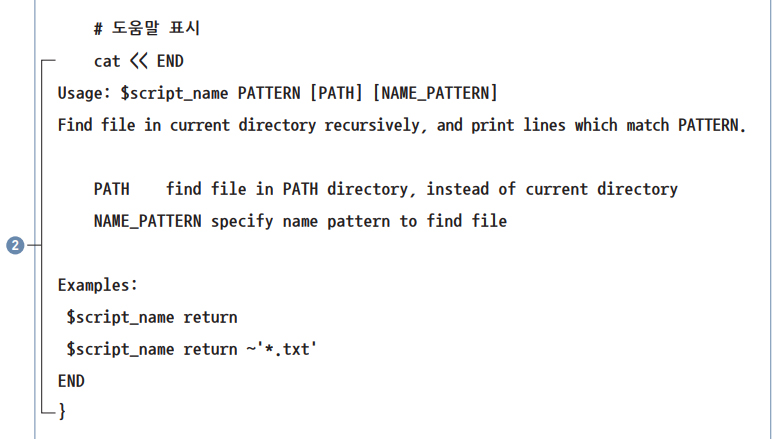 # 도움말 표시
cat << END
Usage: $script_name PATTERN [PATH] [NAME_PATTERN]
Find file in current directory recursively, and print lines which match PATTERN.
PATH    find file in PATH directory, instead of current directory
NAME_PATTERN specify name pattern to find file
2
Examples:
$script_name return
$script_name return ~'*.txt'
END
}